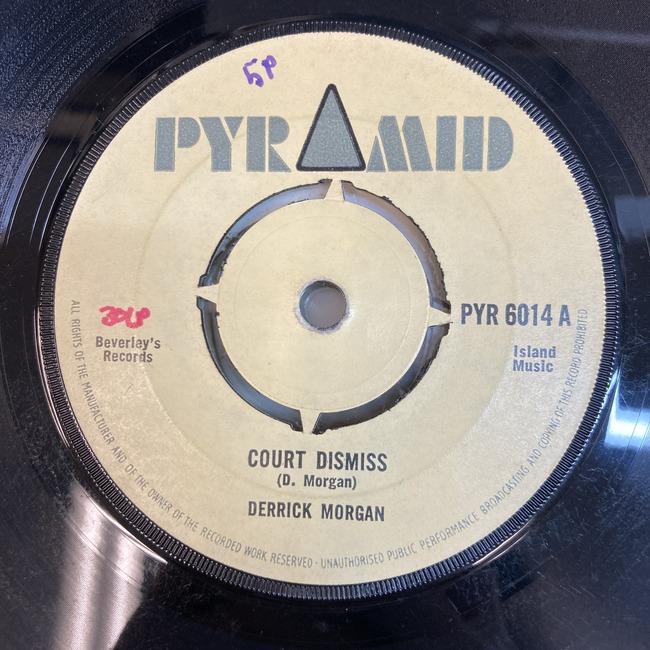 5P
PYRAMID
PYR 6014 A
Beverley's
Records
Island
Music
COURT DISMISS
(D. Morgan)
DERRICK MORGAN
ALL RIGHTS OF THE MANUFACTURER AND OF THE OWNER OF THE RECORDED WORK RESERVED · UNAUTHORISED PUBLIC PERFORMANCE BROADCASTING AND COPYING OF THIS RECORD PROHIBITED